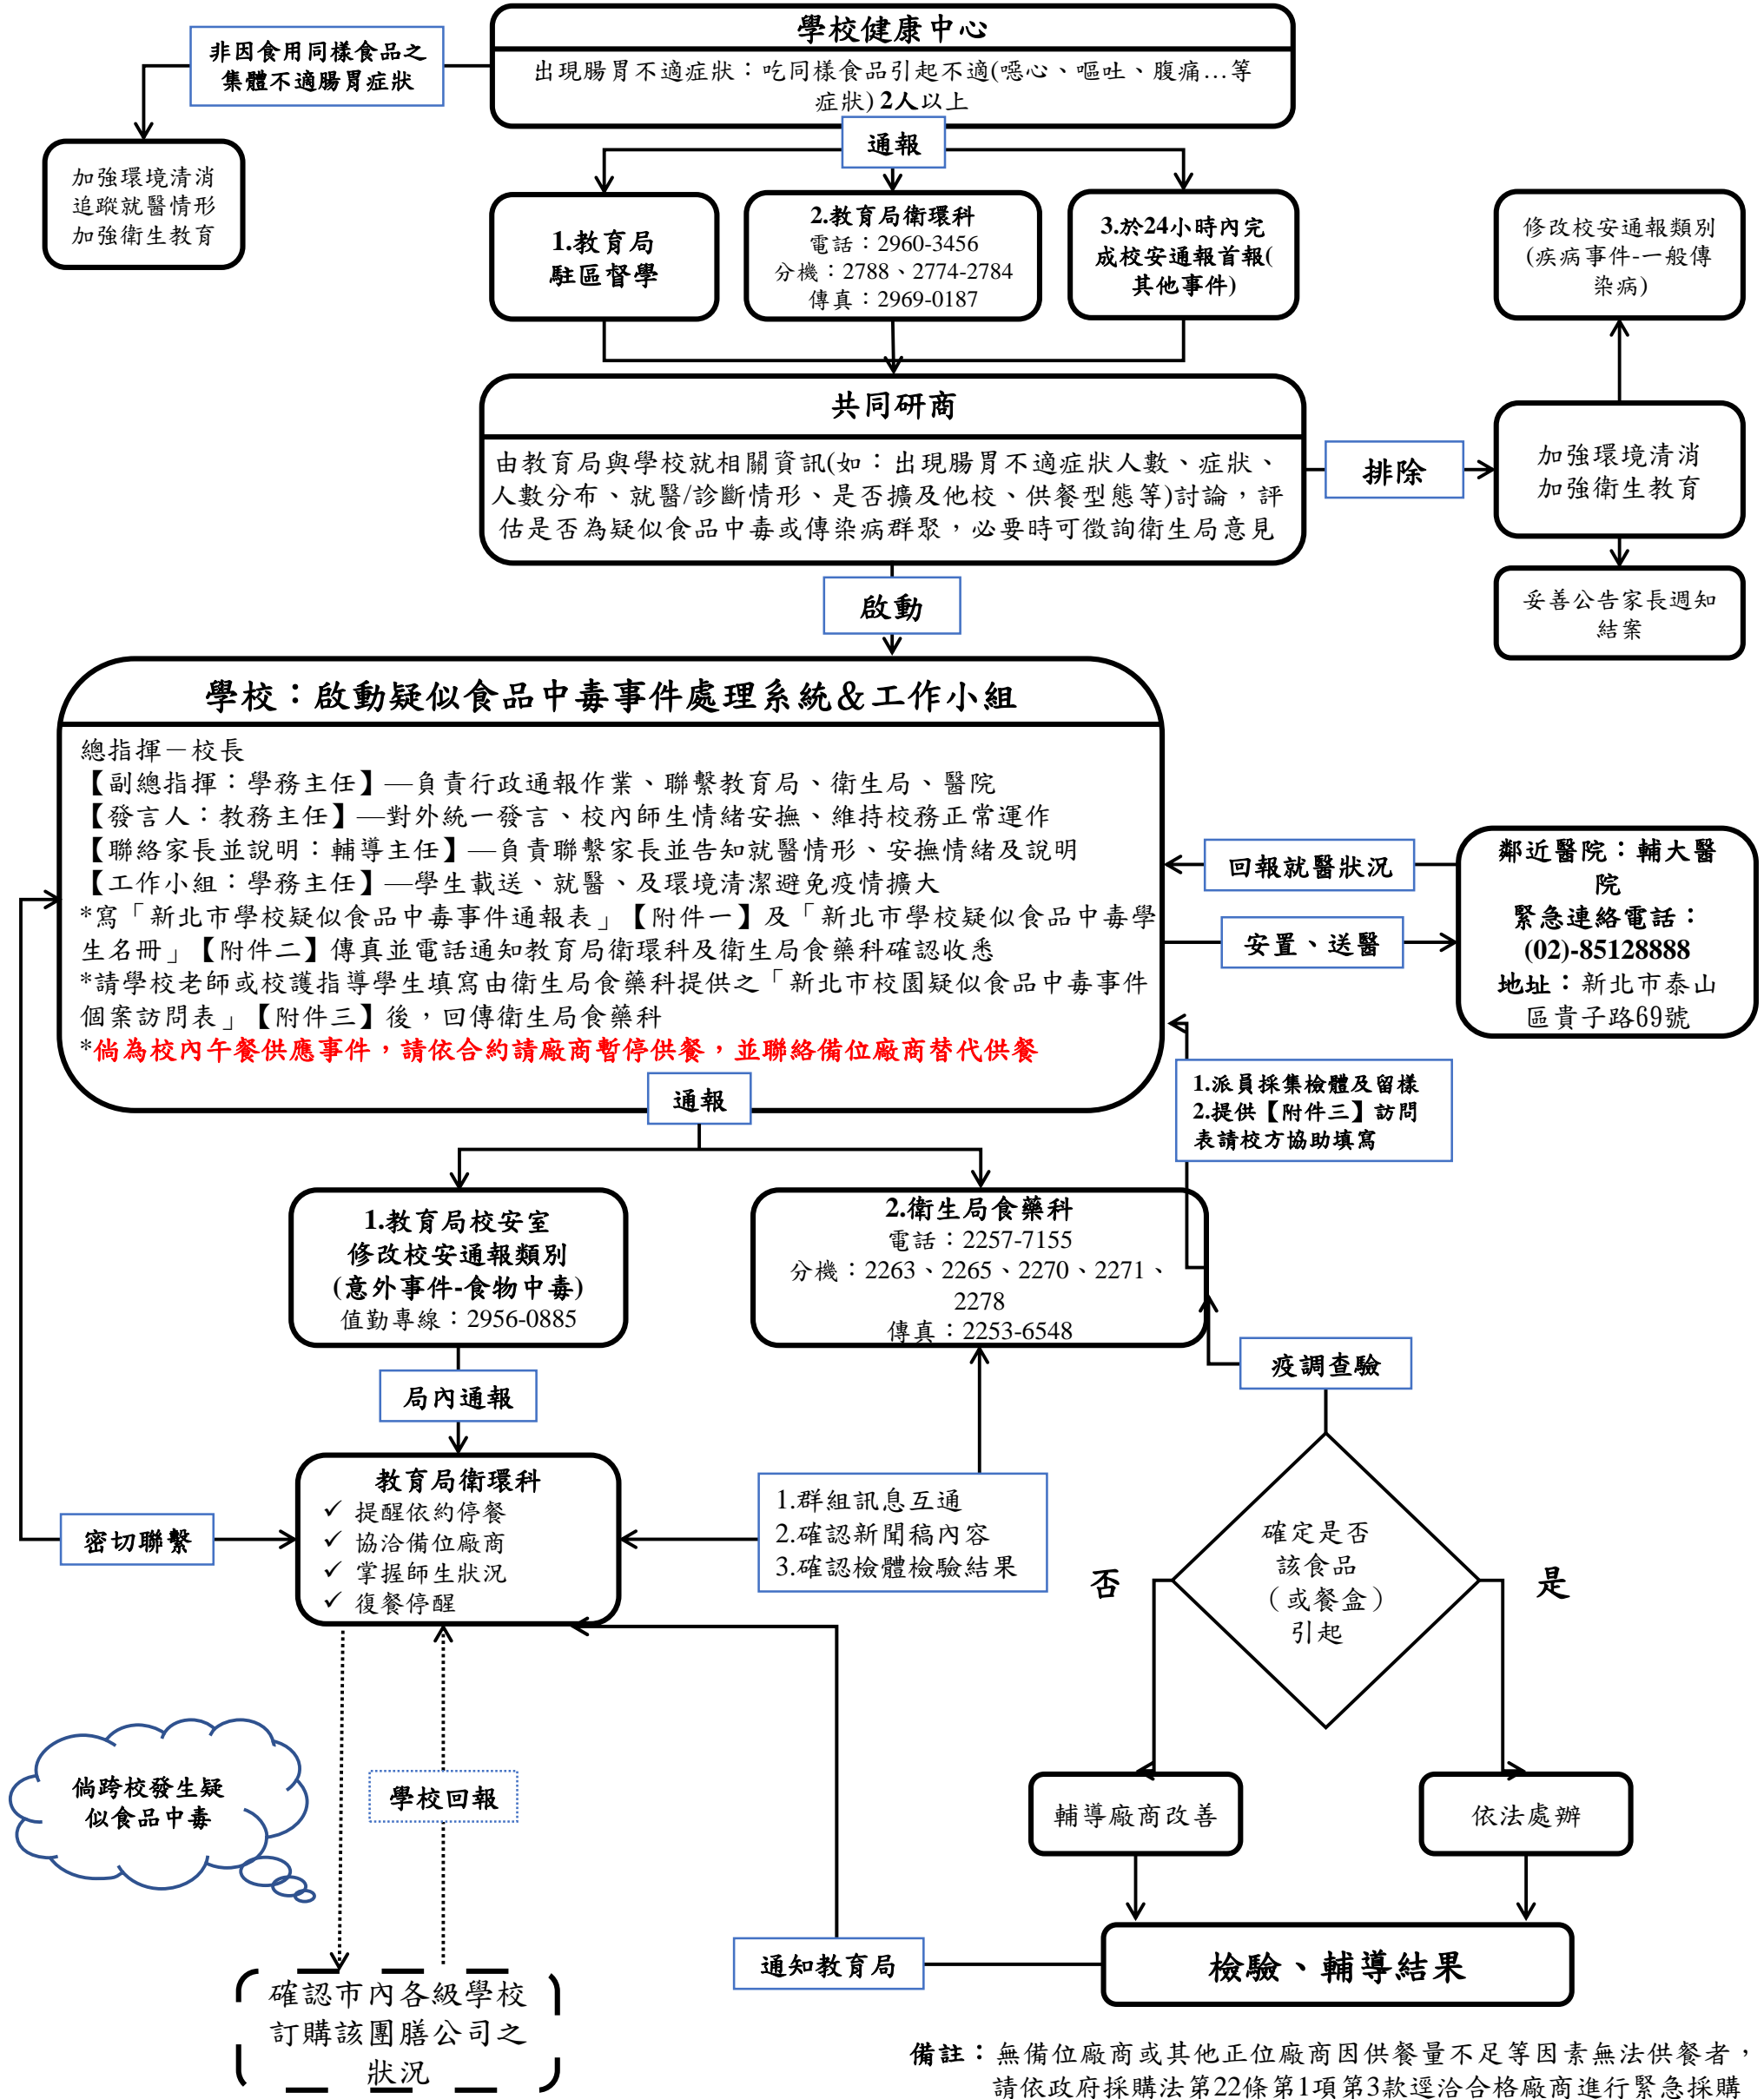 學校健康中心
出現腸胃不適症狀：吃同樣食品引起不適(噁心、嘔吐、腹痛…等
症狀) 2人以上
非因食用同樣食品之
集體不適腸胃症狀
加強環境清消
追蹤就醫情形
加強衛生教育
通報
1.教育局
駐區督學
2.教育局衛環科
電話：2960-3456
分機：2788、2774-2784
傳真：2969-0187
3.於24小時內完
成校安通報首報(
其他事件)
修改校安通報類別
(疾病事件-一般傳
染病)
共同研商
由教育局與學校就相關資訊(如：出現腸胃不適症狀人數、症狀、
人數分布、就醫/診斷情形、是否擴及他校、供餐型態等)討論，評
估是否為疑似食品中毒或傳染病群聚，必要時可徵詢衛生局意見
排除
加強環境清消
加強衛生教育
妥善公告家長週知
結案
啟動
學校：啟動疑似食品中毒事件處理系統&工作小組
總指揮－校長
【副總指揮：學務主任】—負責行政通報作業、聯繫教育局、衛生局、醫院
【發言人：教務主任】—對外統一發言、校內師生情緒安撫、維持校務正常運作
【聯絡家長並說明：輔導主任】—負責聯繫家長並告知就醫情形、安撫情緒及說明
【工作小組：學務主任】—學生載送、就醫、及環境清潔避免疫情擴大
*寫「新北市學校疑似食品中毒事件通報表」【附件一】及「新北市學校疑似食品中毒學
生名冊」【附件二】傳真並電話通知教育局衛環科及衛生局食藥科確認收悉
*請學校老師或校護指導學生填寫由衛生局食藥科提供之「新北市校園疑似食品中毒事件
個案訪問表」【附件三】後，回傳衛生局食藥科
*倘為校內午餐供應事件，請依合約請廠商暫停供餐，並聯絡備位廠商替代供餐
回報就醫狀況
安置、送醫
鄰近醫院：輔大醫
院
緊急連絡電話：
(02)-85128888
地址：新北市泰山
區貴子路69號
1.派員採集檢體及留樣
2.提供【附件三】訪問
表請校方協助填寫
通報
1.教育局校安室
修改校安通報類別
(意外事件-食物中毒)
值勤專線：2956-0885
2.衛生局食藥科
電話：2257-7155
分機：2263、2265、2270、2271、
2278
傳真：2253-6548
局內通報
疫調查驗
教育局衛環科
✓ 提醒依約停餐
✓ 協洽備位廠商
✓ 掌握師生狀況
✓ 復餐停醒
密切聯繫
1.群組訊息互通
2.確認新聞稿內容
3.確認檢體檢驗結果
確定是否
該食品
（或餐盒）
引起
否
是
倘跨校發生疑
似食品中毒
學校回報
輔導廠商改善
依法處辦
通知教育局
檢驗、輔導結果
確認市內各級學校
訂購該團膳公司之
狀況
備註：無備位廠商或其他正位廠商因供餐量不足等因素無法供餐者，
請依政府採購法第22條第1項第3款逕洽合格廠商進行緊急採購